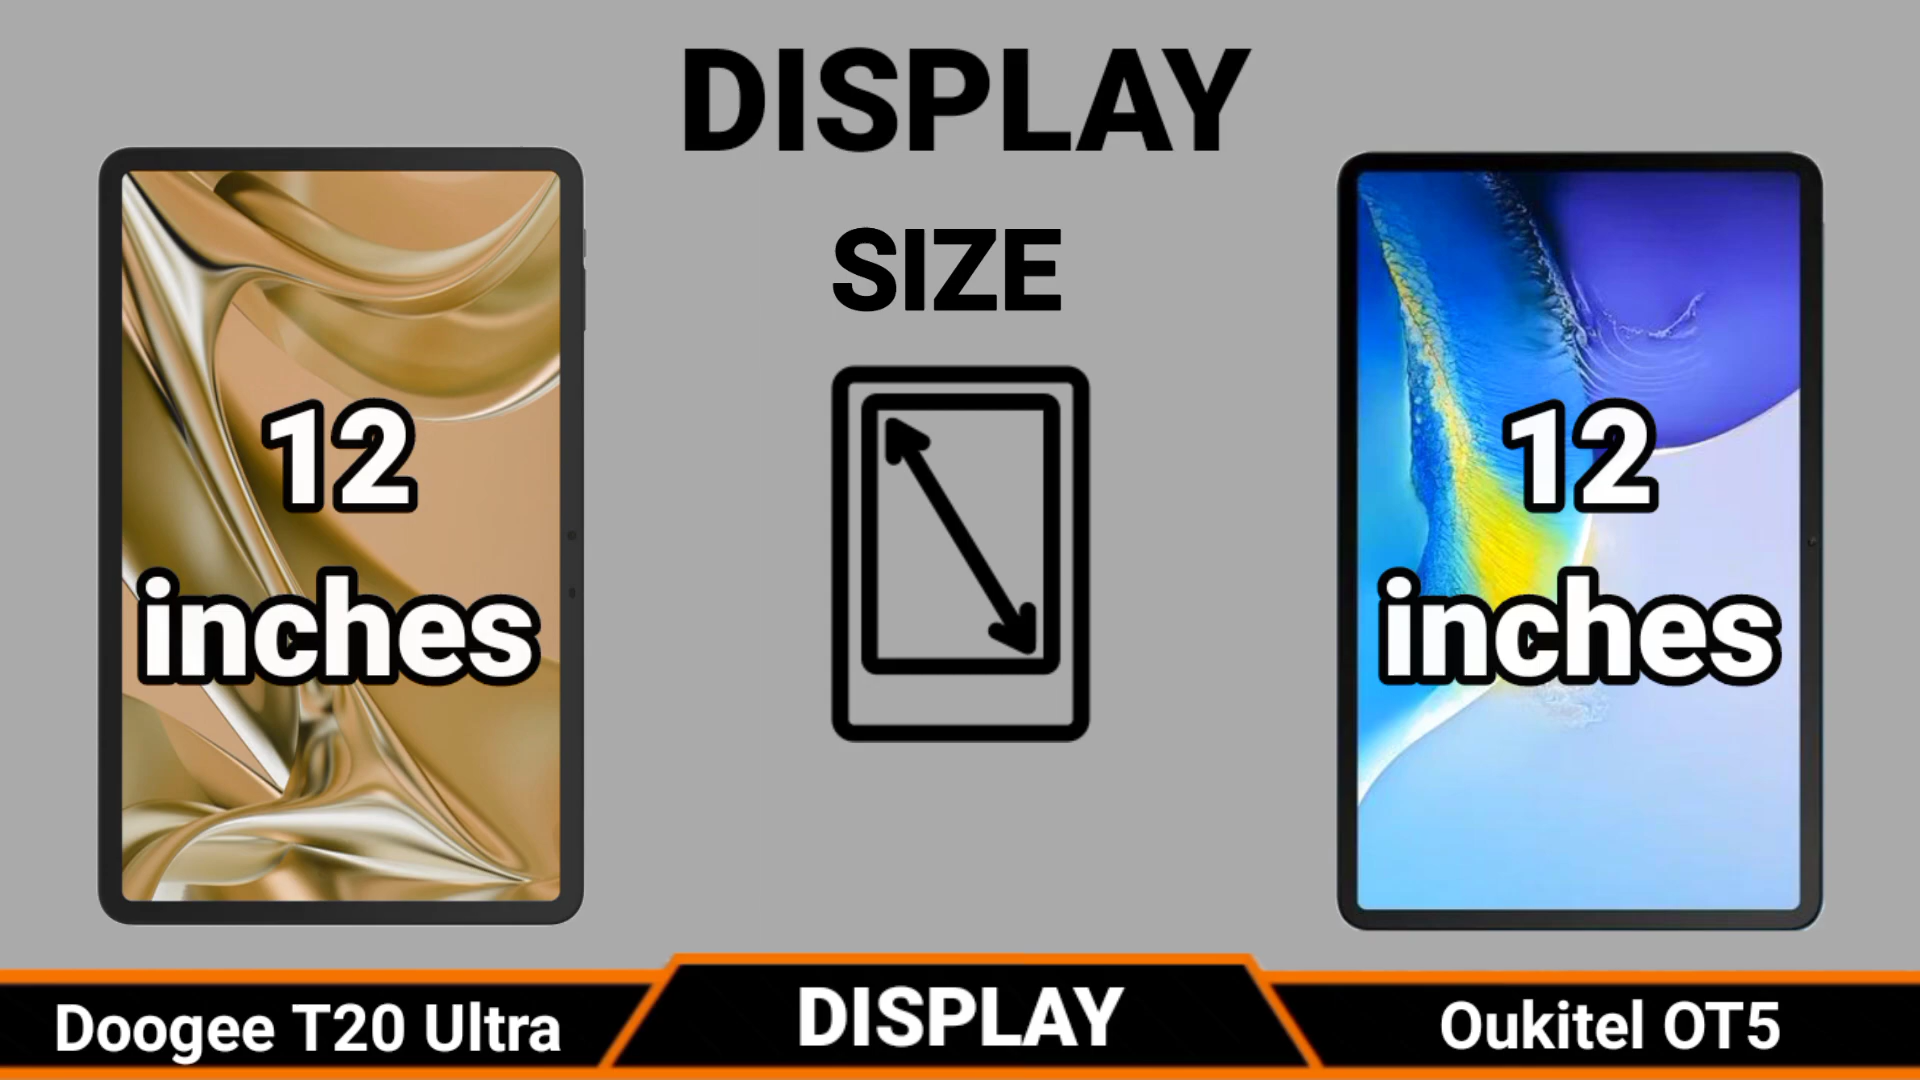 DISPLAY
SIZE
12
inches
12
inches
Doogee T20 Ultra
DISPLAY
Oukitel OT5